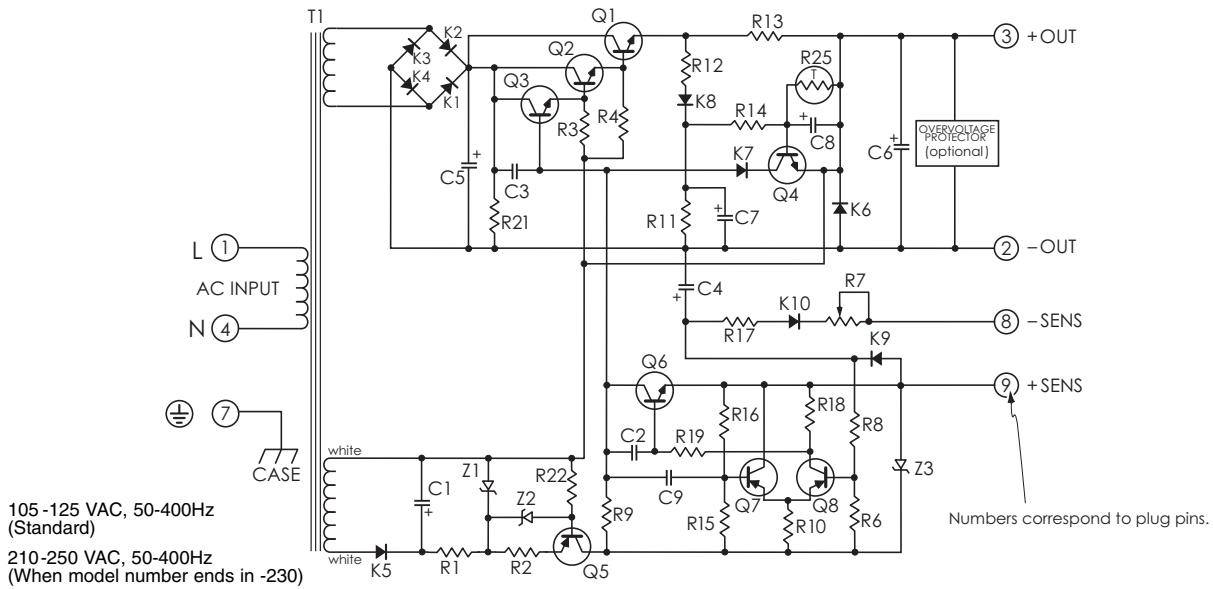 T1
Q1
R13
3 +OUT
K2
K3
K4
K1
Q2
Q3
R12
K8
R25
T
R14
+
C8
R3
R4
OVERVOLTAGE
PROTECTOR
(optional)
C6
+
C5
+
C3
K7
Q4
R21
R11
+
C7
K6
L 1
2 −OUT
AC INPUT
C4
+
R7
K10
N 4
R17
8 −SENS
K9
Q6
9 +SENS
R16
R18
R8
7
C2
R19
CASE
white
Z1
R22
Z3
C1
+
Z2
C9
Q7
Q8
R9
R15
R10
R6
105-125 VAC, 50-400Hz
(Standard)
Numbers correspond to plug pins.
210-250 VAC, 50-400Hz
(When model number ends in -230)
white
K5
R1
R2
Q5